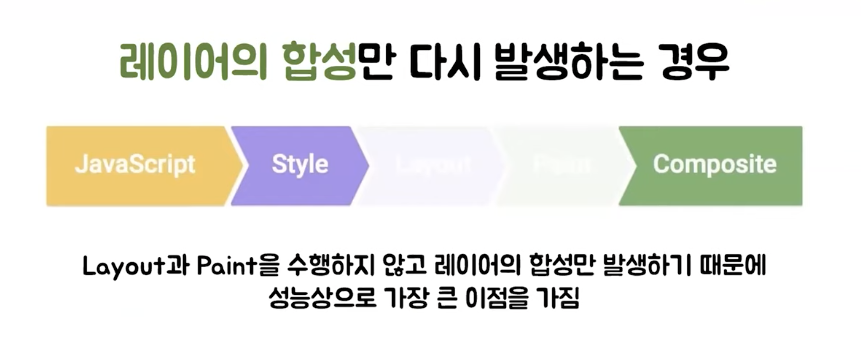 레이어의 합성만 다시 발생하는 경우
JavaScript Style Layout Paint Composite
Layout과 Paint을 수행하지 않고 레이어의 합성만 발생하기 때문에
성능상으로 가장 큰 이점을 가짐